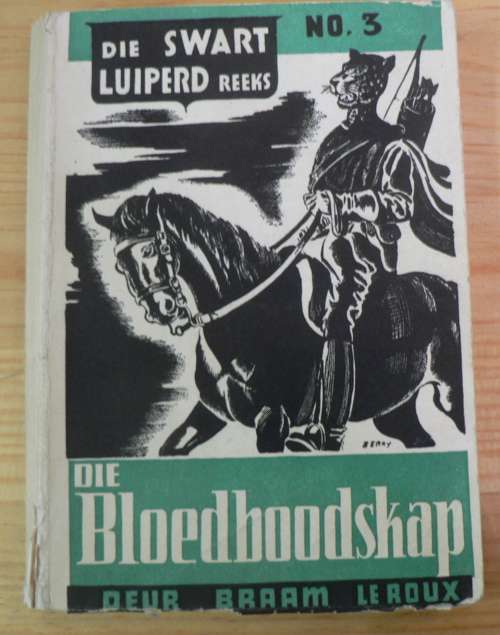 DIE SWART
LUIPERD REEKS
NO. 3
BERRY
DIE
Bloedboodskap
DEUR BRAAM LE ROUX